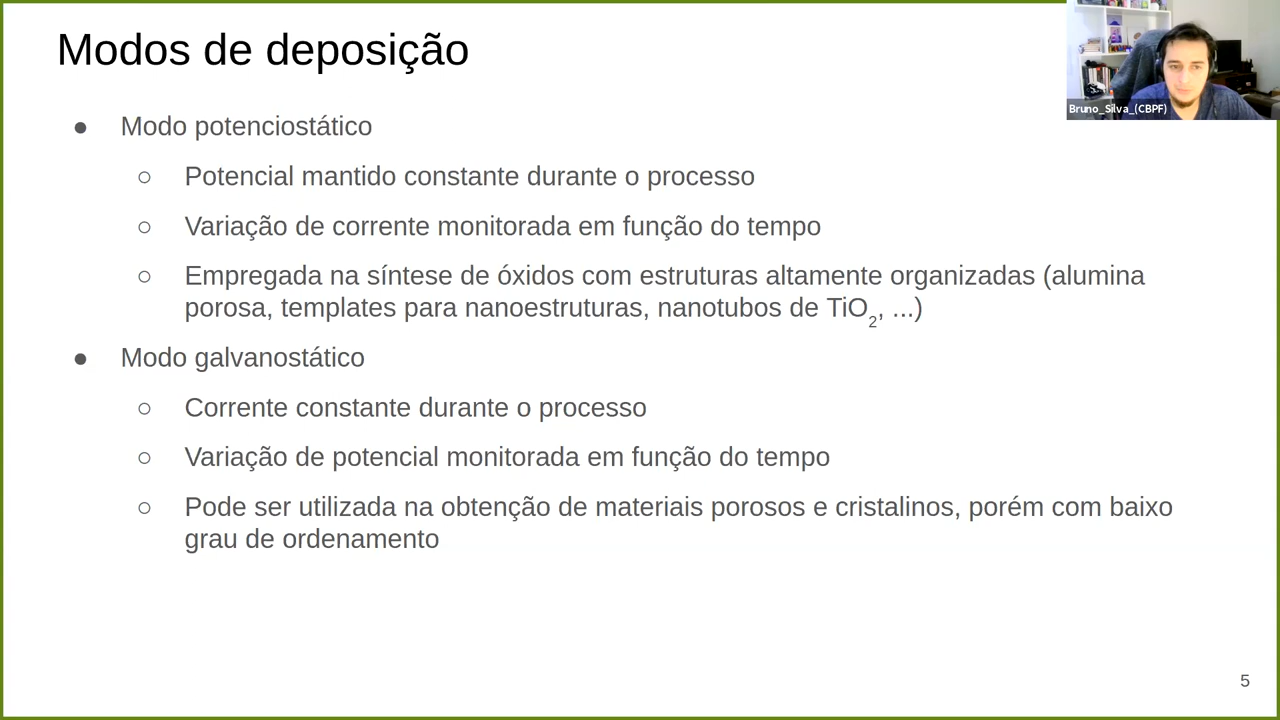 Modos de deposição
Bruno_Silva_(CBPF)
● Modo potenciostático
○ Potencial mantido constante durante o processo
○ Variação de corrente monitorada em função do tempo
○ Empregada na síntese de óxidos com estruturas altamente organizadas (alumina
porosa, templates para nanoestruturas, nanotubos de TiO₂, ...)
● Modo galvanostático
○ Corrente constante durante o processo
○ Variação de potencial monitorada em função do tempo
○ Pode ser utilizada na obtenção de materiais porosos e cristalinos, porém com baixo
grau de ordenamento
5